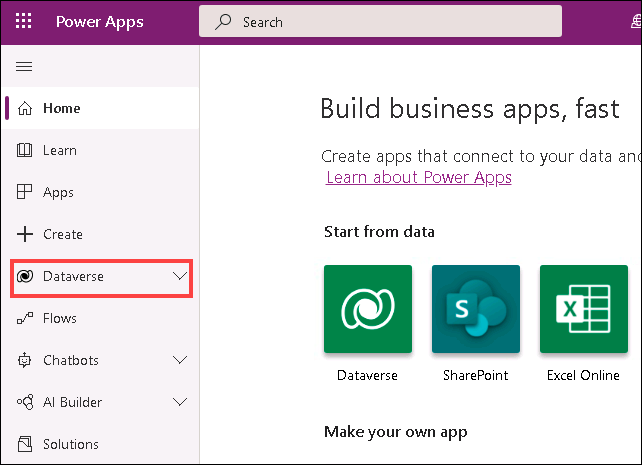 Power Apps
Search
Home
Learn
Apps
Create
Dataverse
Flows
Chatbots
AI Builder
Solutions
Build business apps, fast
Create apps that connect to your data and
Learn about Power Apps
Start from data
S
X
Dataverse
SharePoint
Excel Online
Make your own app